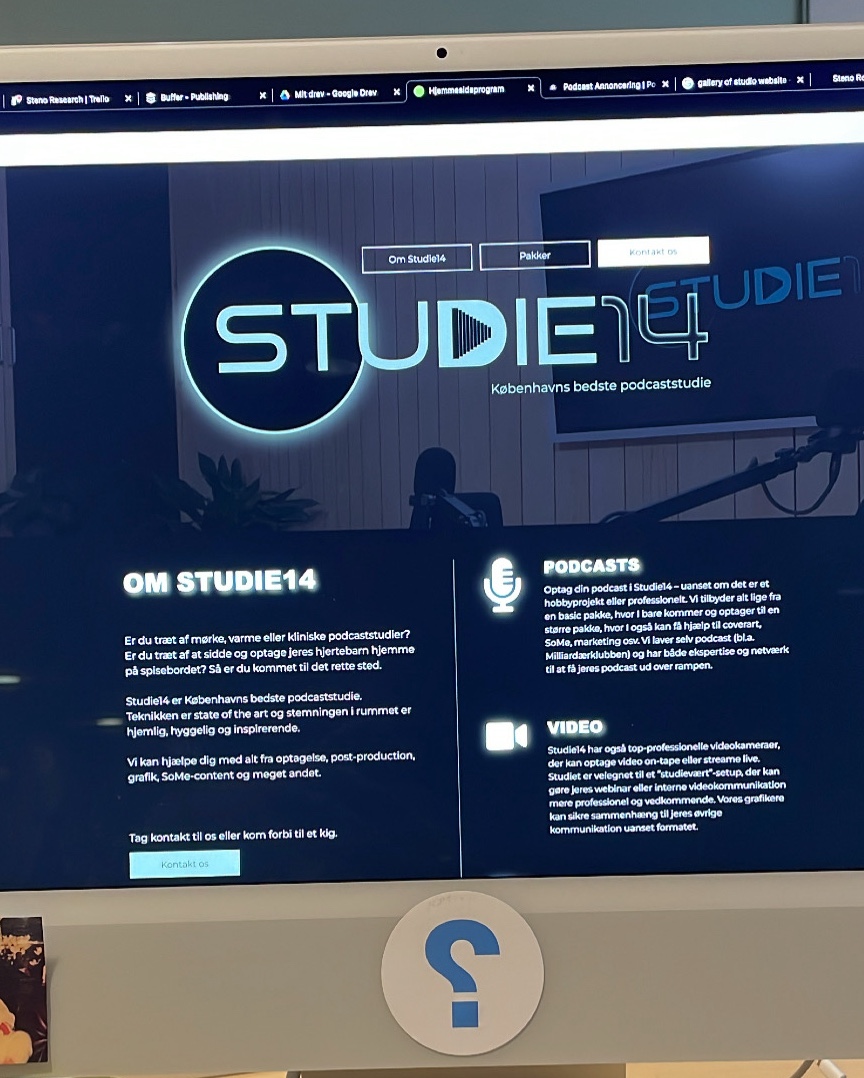 Steno Research | Trello
Buffer - Publishing
Mit drev - Google Drev
Hjemmesideprogram
Podcast Annoncering | Po
gallery of studio website
Steno Re
Om Studie14
Pakker
Kontakt os
STUDIE14
STUDIE1
Københavns bedste podcaststudie
OM STUDIE14
Er du træt af mørke, varme eller kliniske podcaststudier?
Er du træt af at sidde og optage jeres hjertebarn hjemme
på spisebordet? Så er du kommet til det rette sted.
Studie14 er Københavns bedste podcaststudie.
Teknikken er state of the art og stemningen i rummet er
hjemlig, hyggelig og inspirerende.
Vi kan hjælpe dig med alt fra optagelse, post-production,
grafik, SoMe-content og meget andet.
Tag kontakt til os eller kom forbi til et kig.
Kontakt os
PODCASTS
Optag din podcast i Studie14 – uanset om det er et
hobbyprojekt eller professionelt. Vi tilbyder alt lige fra
en basic pakke, hvor I bare kommer og optager til en
større pakke, hvor I også kan få hjælp til coverart,
SoMe, marketing osv. Vi laver selv podcast (bl.a.
Milliardærklubben) og har både ekspertise og netværk
til at få jeres podcast ud over rampen.
VIDEO
Studie14 har også top-professionelle videokameraer,
der kan optage video on-tape eller streame live.
Studiet er velegnet til et "studievært"-setup, der kan
gøre jeres webinar eller interne videokommunikation
mere professionel og vedkommende. Vores grafikere
kan sikre sammenhæng til jeres øvrige
kommunikation uanset formatet.
?